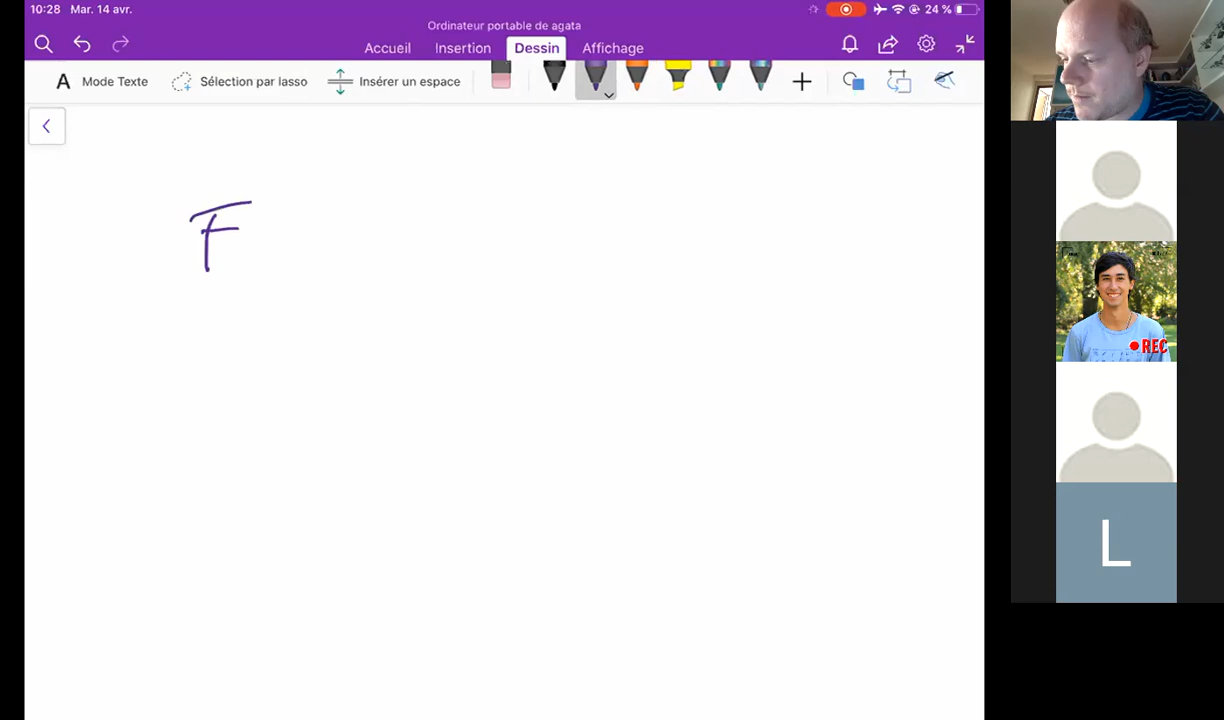 10:28 Mar. 14 avr.
24 %
Ordinateur portable de agata
Accueil Insertion Dessin Affichage
A Mode Texte Sélection par lasso Insérer un espace
F
REC
L